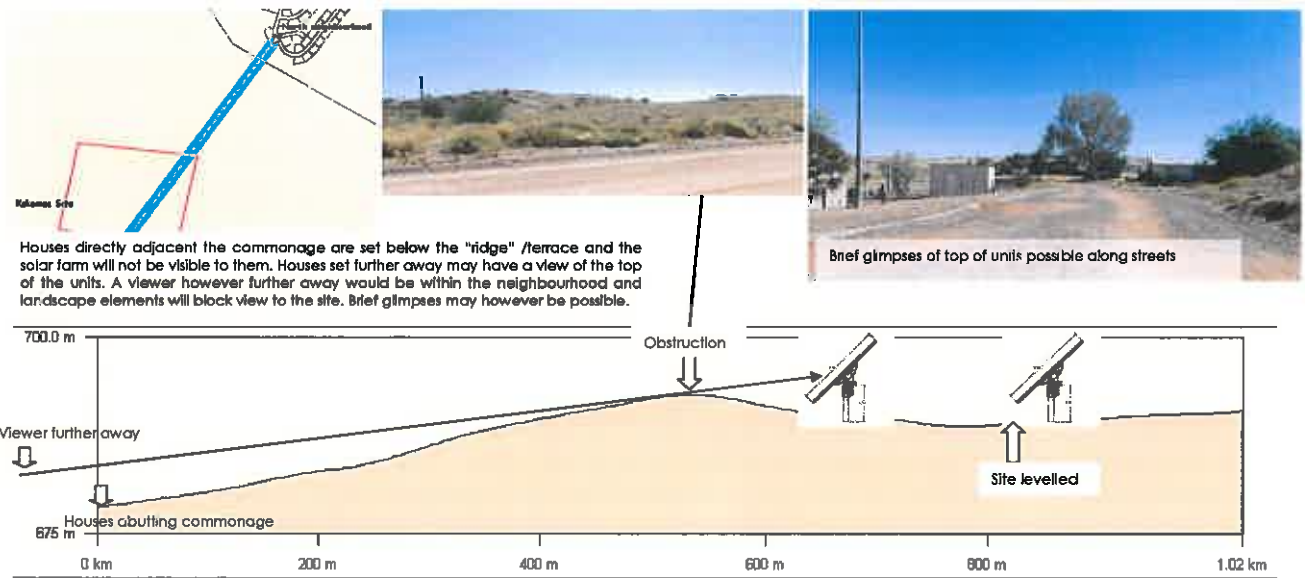 North neighbourhood
Kakamas Site
Brief glimpses of top of units possible along streets
Houses directly adjacent the commonage are set below the "ridge" /terrace and the
solar farm will not be visible to them. Houses set further away may have a view of the top
of the units. A viewer however further away would be within the neighbourhood and
landscape elements will block view to the site. Brief glimpses may however be possible.
700.0 m
Obstruction
Viewer further away
Site levelled
Houses abutting commonage
675 m
0 km
200 m
400 m
600 m
800 m
1.02 km